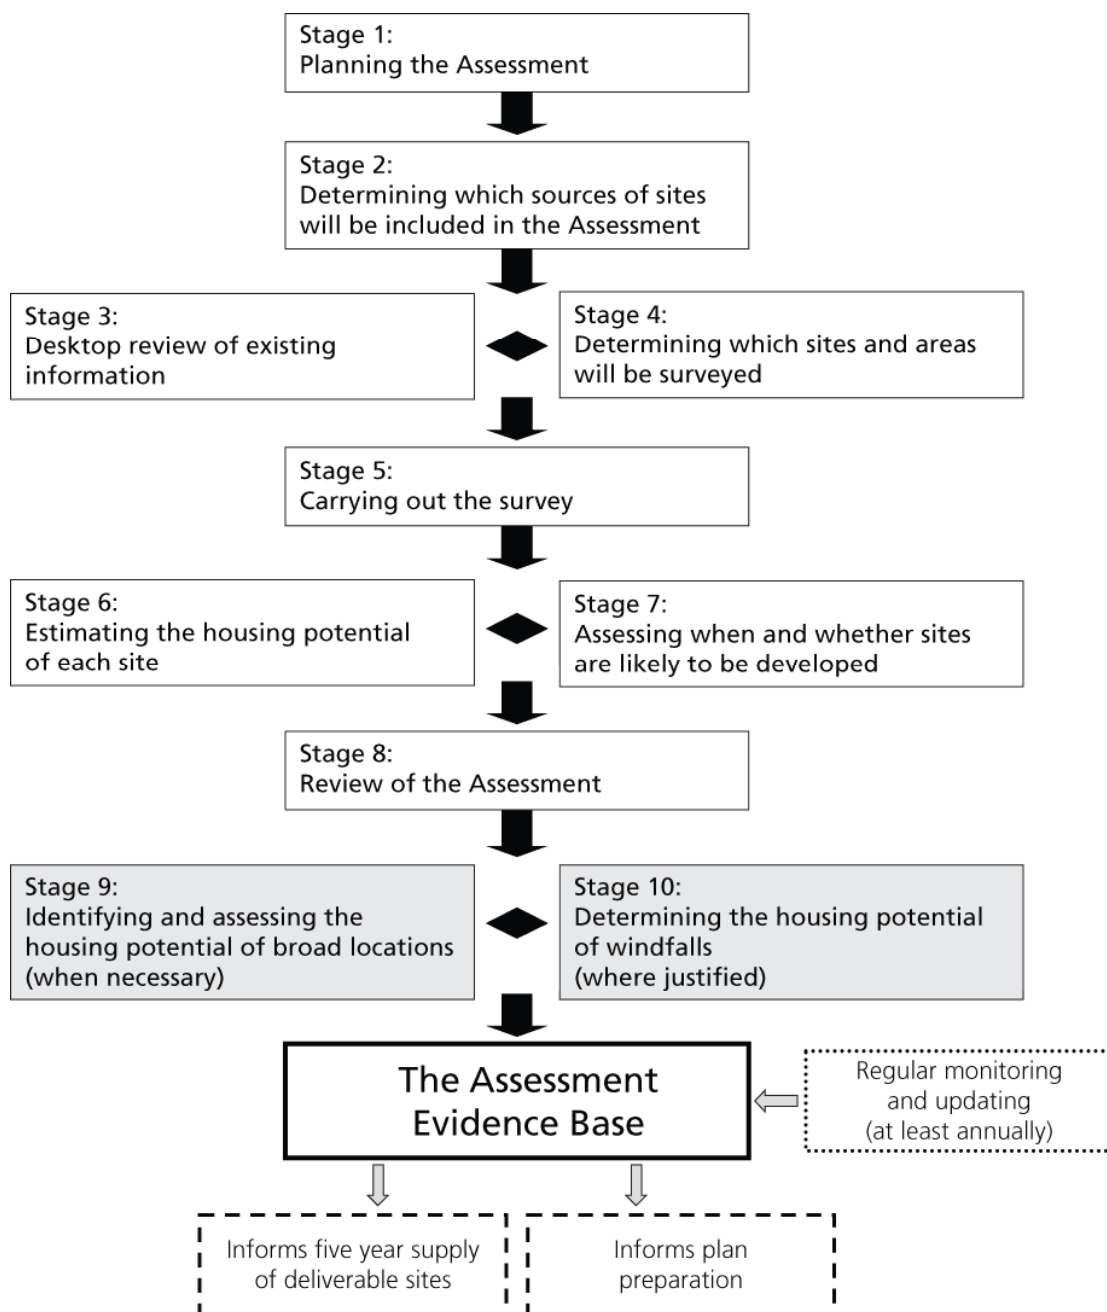 Stage 1:
Planning the Assessment
Stage 2:
Determining which sources of sites
will be included in the Assessment
Stage 3:
Desktop review of existing
information
Stage 4:
Determining which sites and areas
will be surveyed
Stage 5:
Carrying out the survey
Stage 6:
Estimating the housing potential
of each site
Stage 7:
Assessing when and whether sites
are likely to be developed
Stage 8:
Review of the Assessment
Stage 9:
Identifying and assessing the
housing potential of broad locations
(when necessary)
Stage 10:
Determining the housing potential
of windfalls
(where justified)
The Assessment
Evidence Base
Regular monitoring
and updating
(at least annually)
Informs five year supply
of deliverable sites
Informs plan
preparation